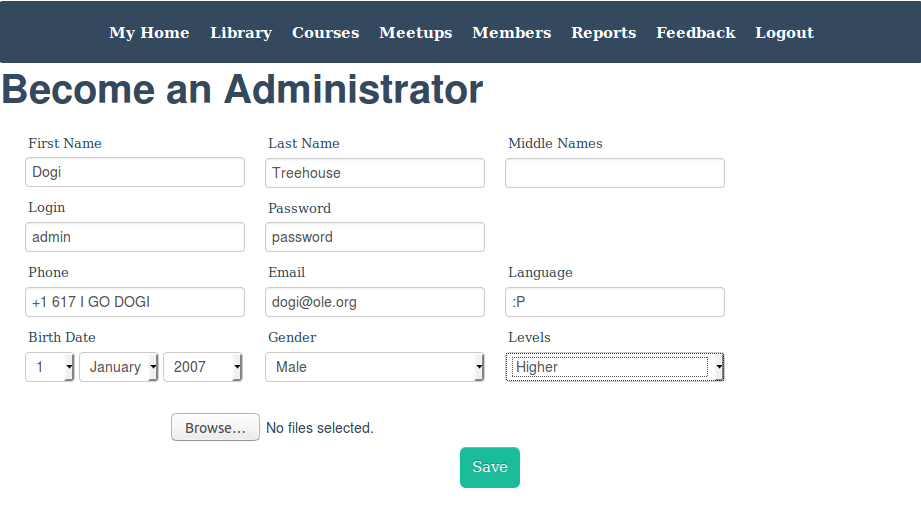 My Home Library Courses Meetups Members Reports Feedback Logout
Become an Administrator
First Name Last Name Middle Names
Dogi Treehouse
Login Password
admin password
Phone Email Language
+1 617 I GO DOGI dogi@ole.org :P
Birth Date Gender Levels
1 January 2007 Male Higher
Browse... No files selected.
Save